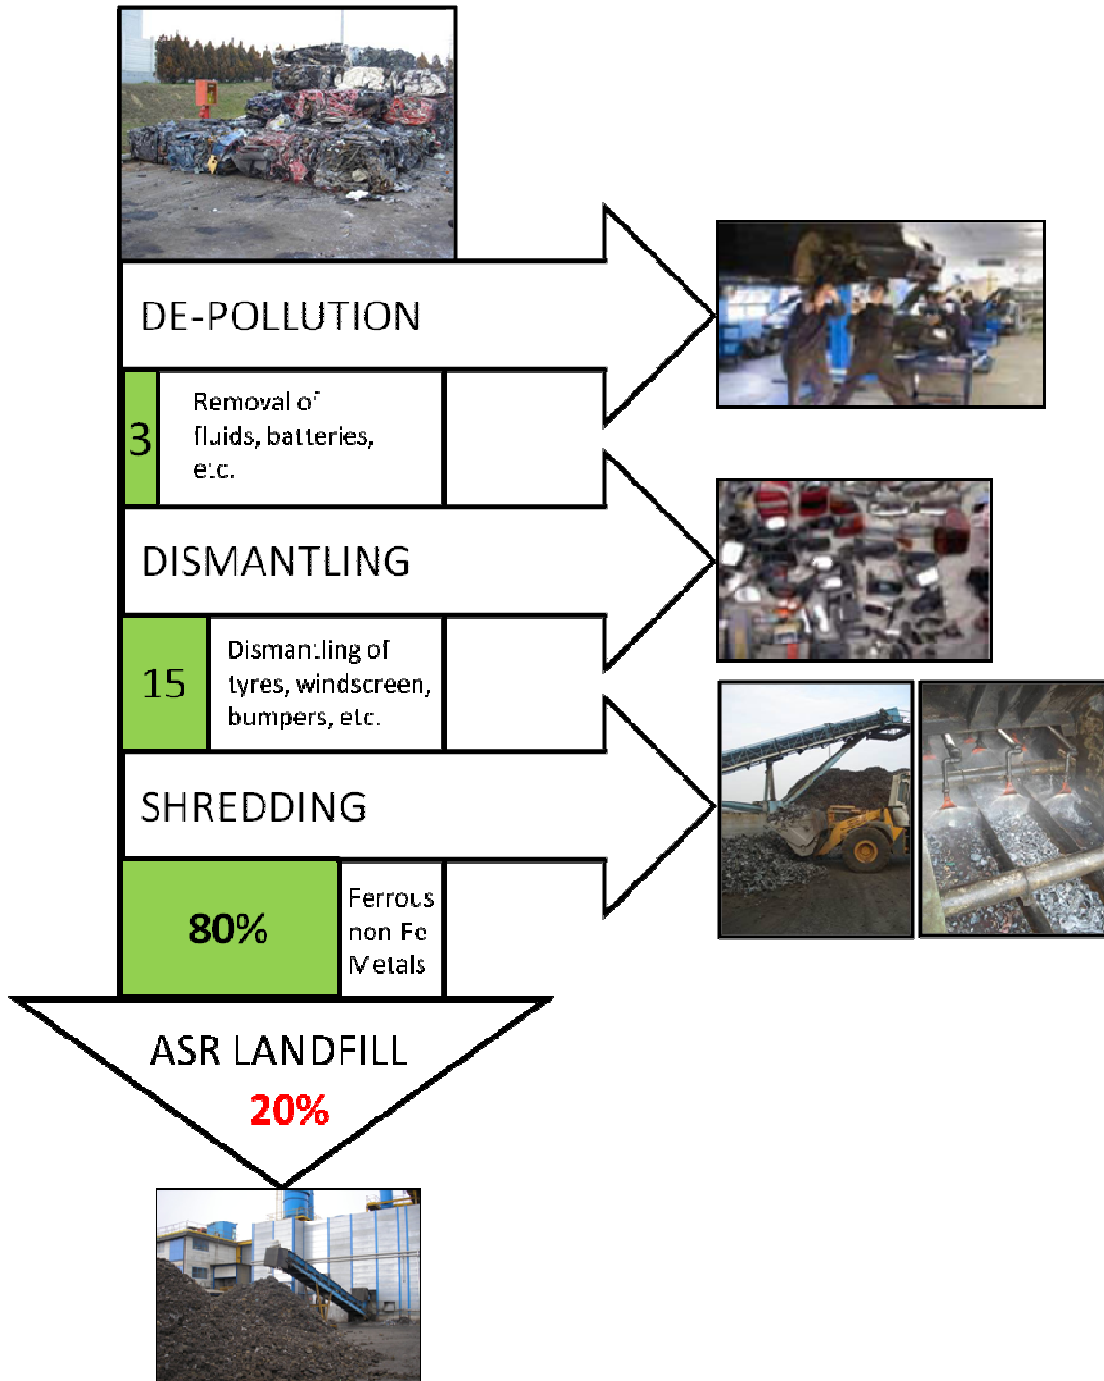 DE-POLLUTION
3
Removal of
fluids, batteries,
etc.
DISMANTLING
15
Dismantling of
tyres, windscreen,
bumpers, etc.
SHREDDING
80%
Ferrous
non Fe
Metals
ASR LANDFILL
20%